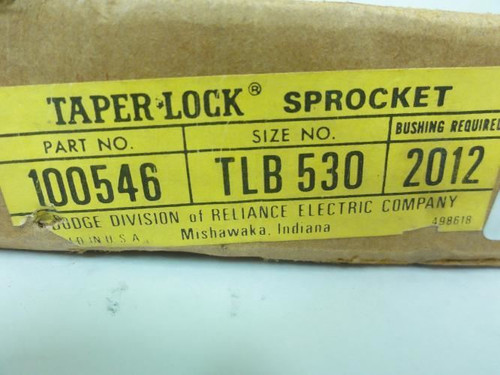 TAPER-LOCK® SPROCKET
PART NO. SIZE NO. BUSHING REQUIRED
100546 TLB 530 2012
DODGE DIVISION of RELIANCE ELECTRIC COMPANY
IN U.S.A. Mishawaka, Indiana 498618